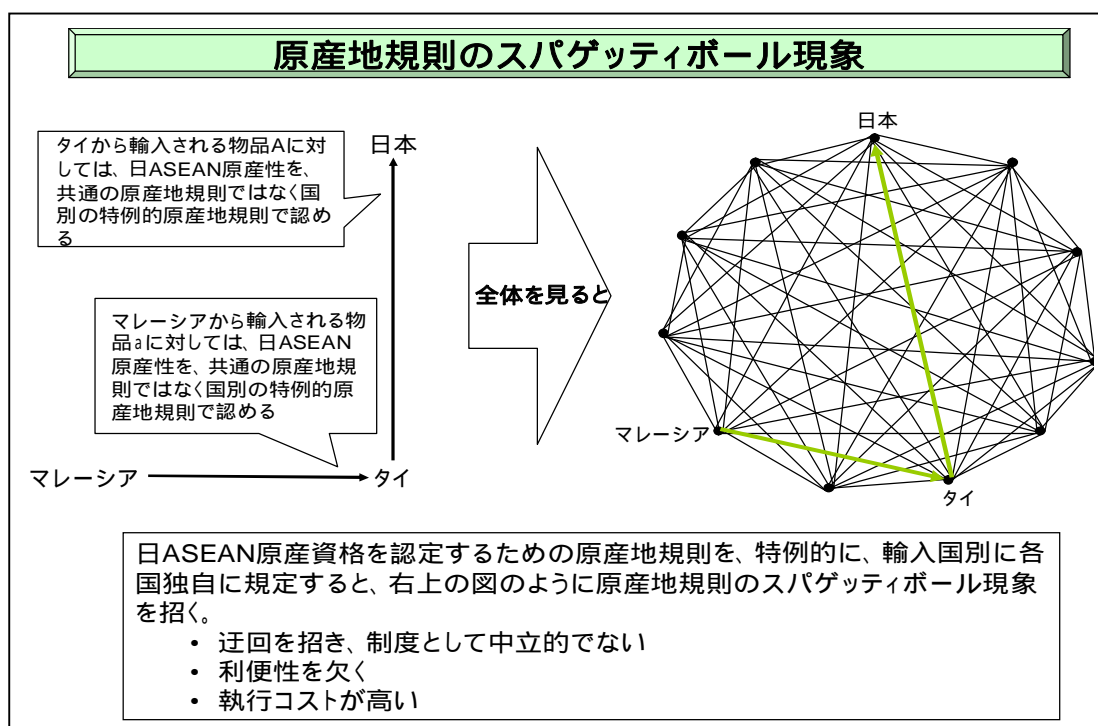 原産地規則のスパゲッティボール現象
タイから輸入される物品Aに対
しては、日ASEAN原産性を、
共通の原産地規則ではなく国
別の特例的原産地規則で認め
る
日本
マレーシアから輸入される物
品aに対しては、日ASEAN
原産性を、共通の原産地規
則ではなく国別の特例的原
産地規則で認める
マレーシア
タイ
全体を見ると
日本
マレーシア
タイ
日ASEAN原産資格を認定するための原産地規則を、特例的に、輸入国別に各
国独自に規定すると、右上の図のように原産地規則のスパゲッティボール現象
を招く。
• 迂回を招き、制度として中立的でない
• 利便性を欠く
• 執行コストが高い